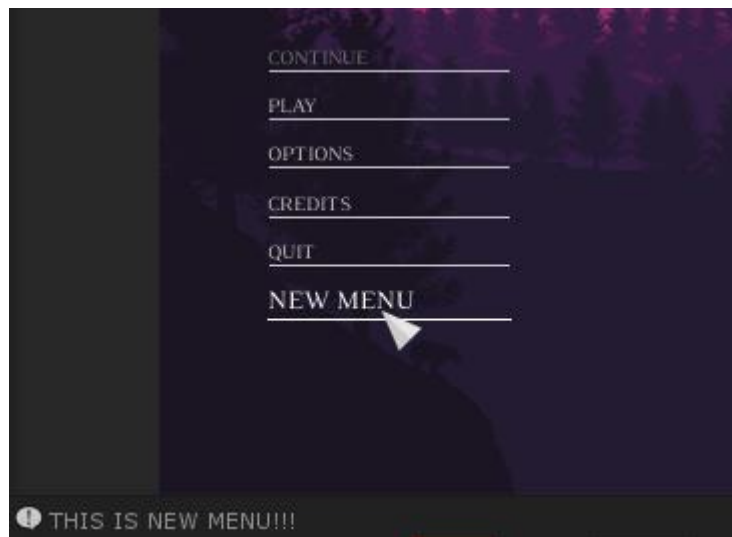 CONTINUE
PLAY
OPTIONS
CREDITS
QUIT
NEW MENU
THIS IS NEW MENU!!!